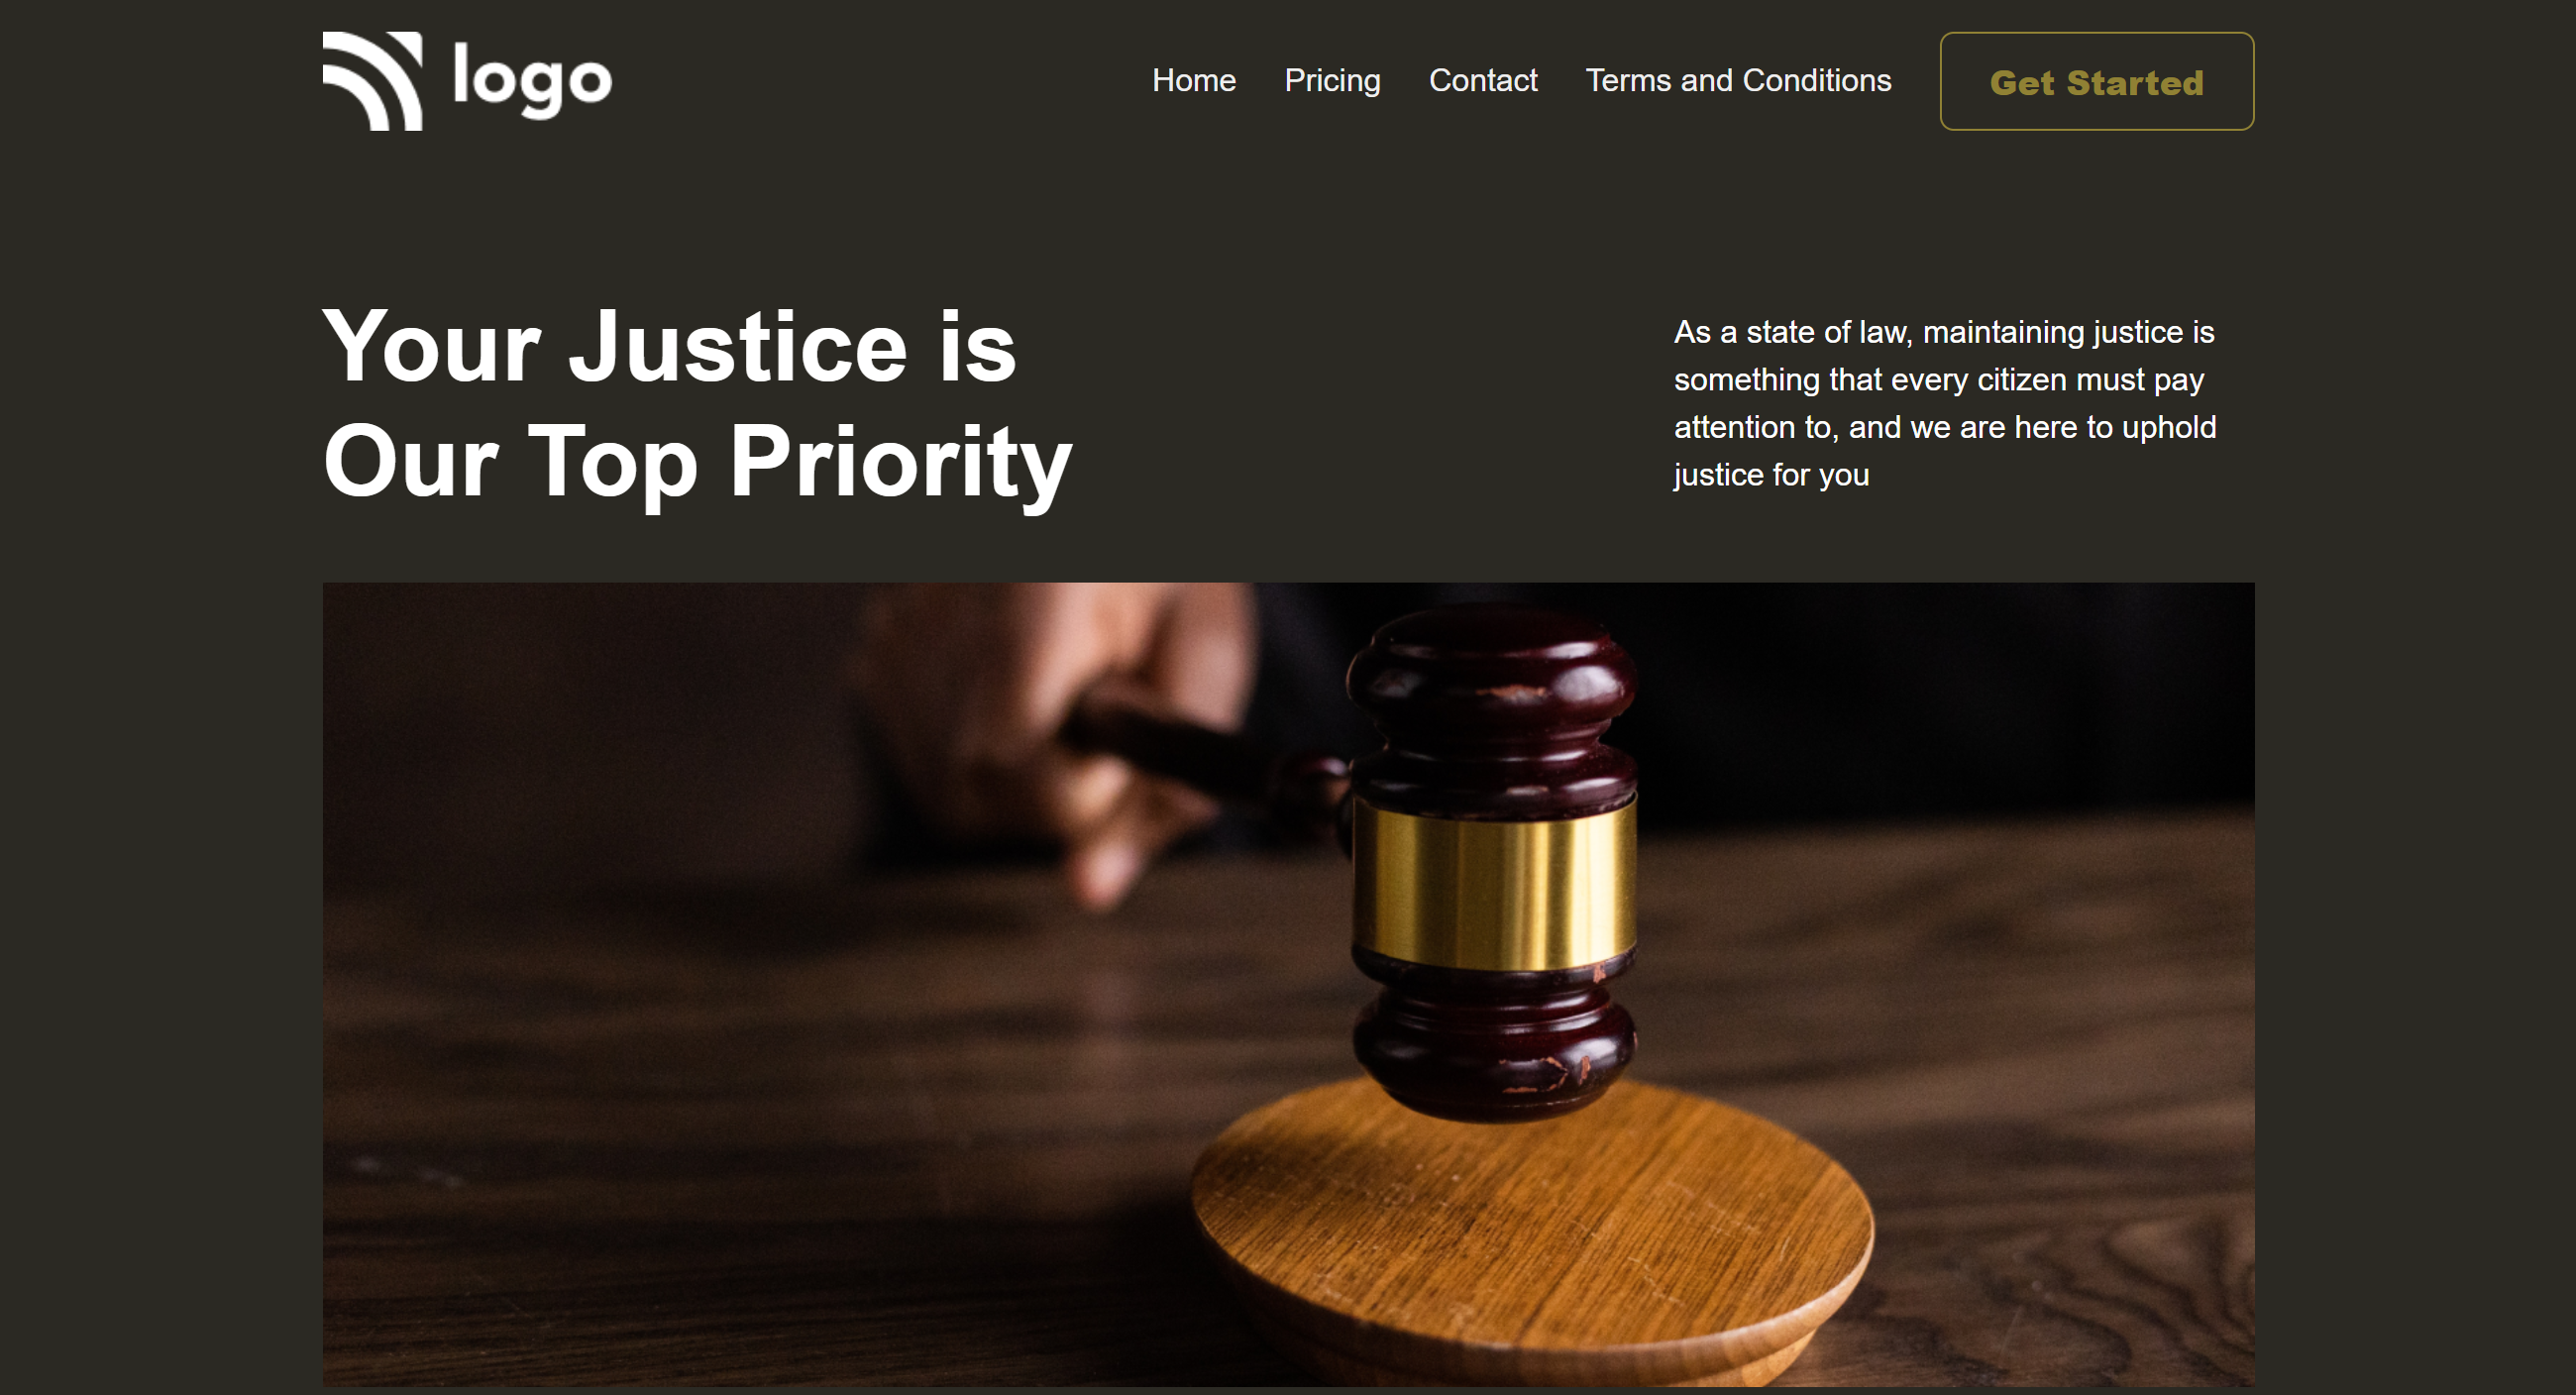 logo
Home Pricing Contact Terms and Conditions Get Started
Your Justice is
Our Top Priority
As a state of law, maintaining justice is
something that every citizen must pay
attention to, and we are here to uphold
justice for you